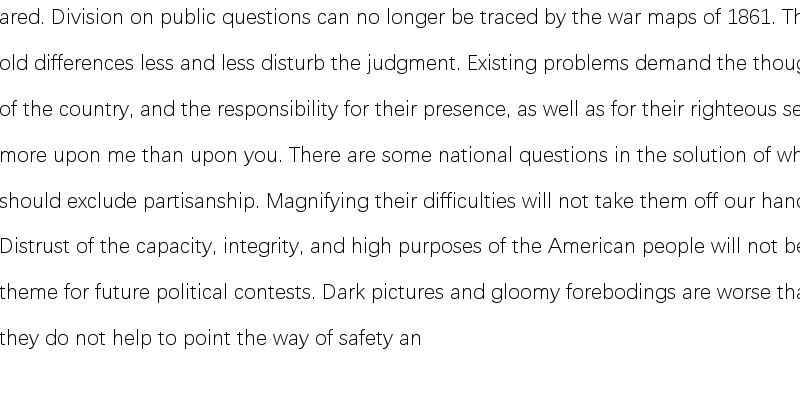 ared. Division on public questions can no longer be traced by the war maps of 1861. Th
old differences less and less disturb the judgment. Existing problems demand the thoug
of the country, and the responsibility for their presence, as well as for their righteous se
more upon me than upon you. There are some national questions in the solution of wh
should exclude partisanship. Magnifying their difficulties will not take them off our hand
Distrust of the capacity, integrity, and high purposes of the American people will not be
theme for future political contests. Dark pictures and gloomy forebodings are worse tha
they do not help to point the way of safety an